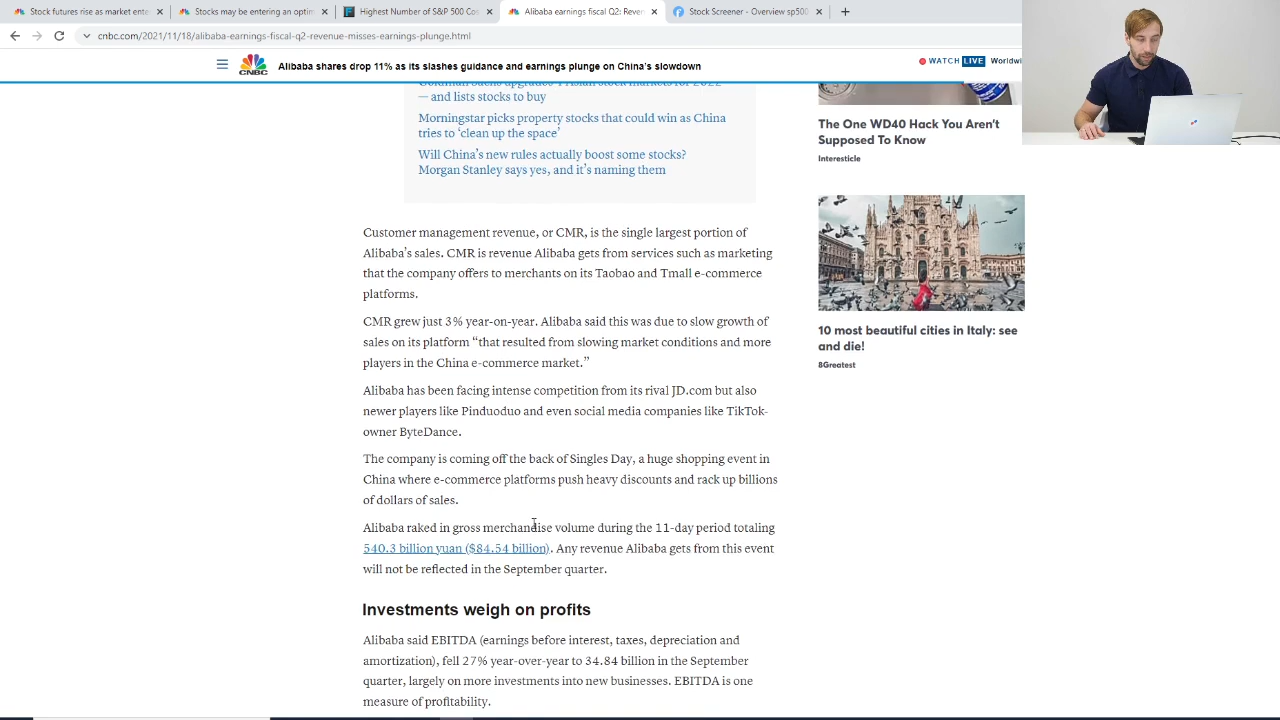 Stock futures rise as market ente
Stocks may be entering an optim
Highest Number of S&P 500 Co
Alibaba earnings fiscal Q2: Reve
Stock Screener - Overview sp500
cnbc.com/2021/11/18/alibaba-earnings-fiscal-q2-revenue-misses-earnings-plunge.html
CNBC
Alibaba shares drop 11% as its slashes guidance and earnings plunge on China's slowdown
WATCH LIVE Worldwi
Goldman Sachs upgrades 4 Asian stock markets for 2022
— and lists stocks to buy
Morningstar picks property stocks that could win as China
tries to 'clean up the space'
Will China's new rules actually boost some stocks?
Morgan Stanley says yes, and it's naming them
Customer management revenue, or CMR, is the single largest portion of
Alibaba's sales. CMR is revenue Alibaba gets from services such as marketing
that the company offers to merchants on its Taobao and Tmall e-commerce
platforms.
CMR grew just 3% year-on-year. Alibaba said this was due to slow growth of
sales on its platform “that resulted from slowing market conditions and more
players in the China e-commerce market.”
Alibaba has been facing intense competition from its rival JD.com but also
newer players like Pinduoduo and even social media companies like TikTok-
owner ByteDance.
The company is coming off the back of Singles Day, a huge shopping event in
China where e-commerce platforms push heavy discounts and rack up billions
of dollars of sales.
Alibaba raked in gross merchandise volume during the 11-day period totaling
540.3 billion yuan ($84.54 billion). Any revenue Alibaba gets from this event
will not be reflected in the September quarter.
Investments weigh on profits
Alibaba said EBITDA (earnings before interest, taxes, depreciation and
amortization), fell 27% year-over-year to 34.84 billion in the September
quarter, largely on more investments into new businesses. EBITDA is one
measure of profitability.
The One WD40 Hack You Aren't
Supposed To Know
Interesticle
10 most beautiful cities in Italy: see
and die!
8Greatest